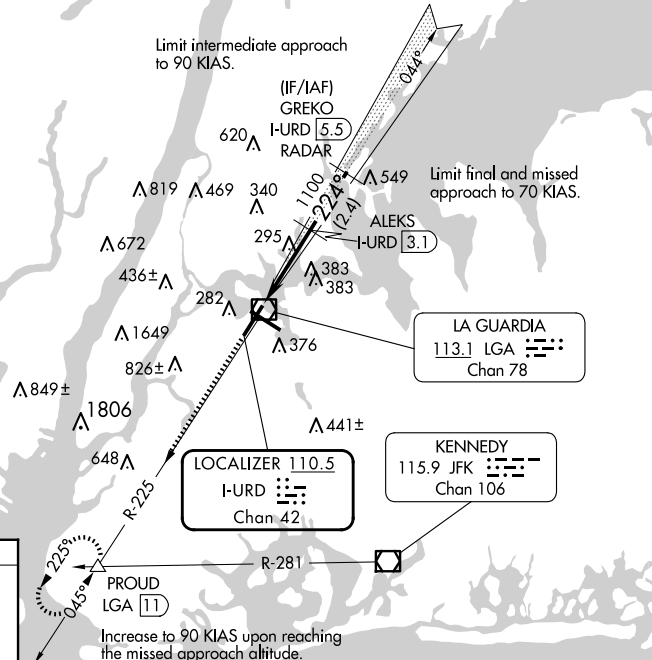 Limit intermediate approach
to 90 KIAS.
044°
(IF/IAF)
GREKO
I-URD 5.5
RADAR
620
549
Limit final and missed
approach to 70 KIAS.
819
469
340
1100
224°
(2.4)
ALEKS
I-URD 3.1
295
672
383
383
436±
282
LA GUARDIA
113.1 LGA
Chan 78
1649
376
826±
849±
1806
441±
KENNEDY
115.9 JFK
Chan 106
648
LOCALIZER 110.5
I-URD
Chan 42
R-225
225°
R-281
045°
PROUD
LGA 11
Increase to 90 KIAS upon reaching
the missed approach altitude.